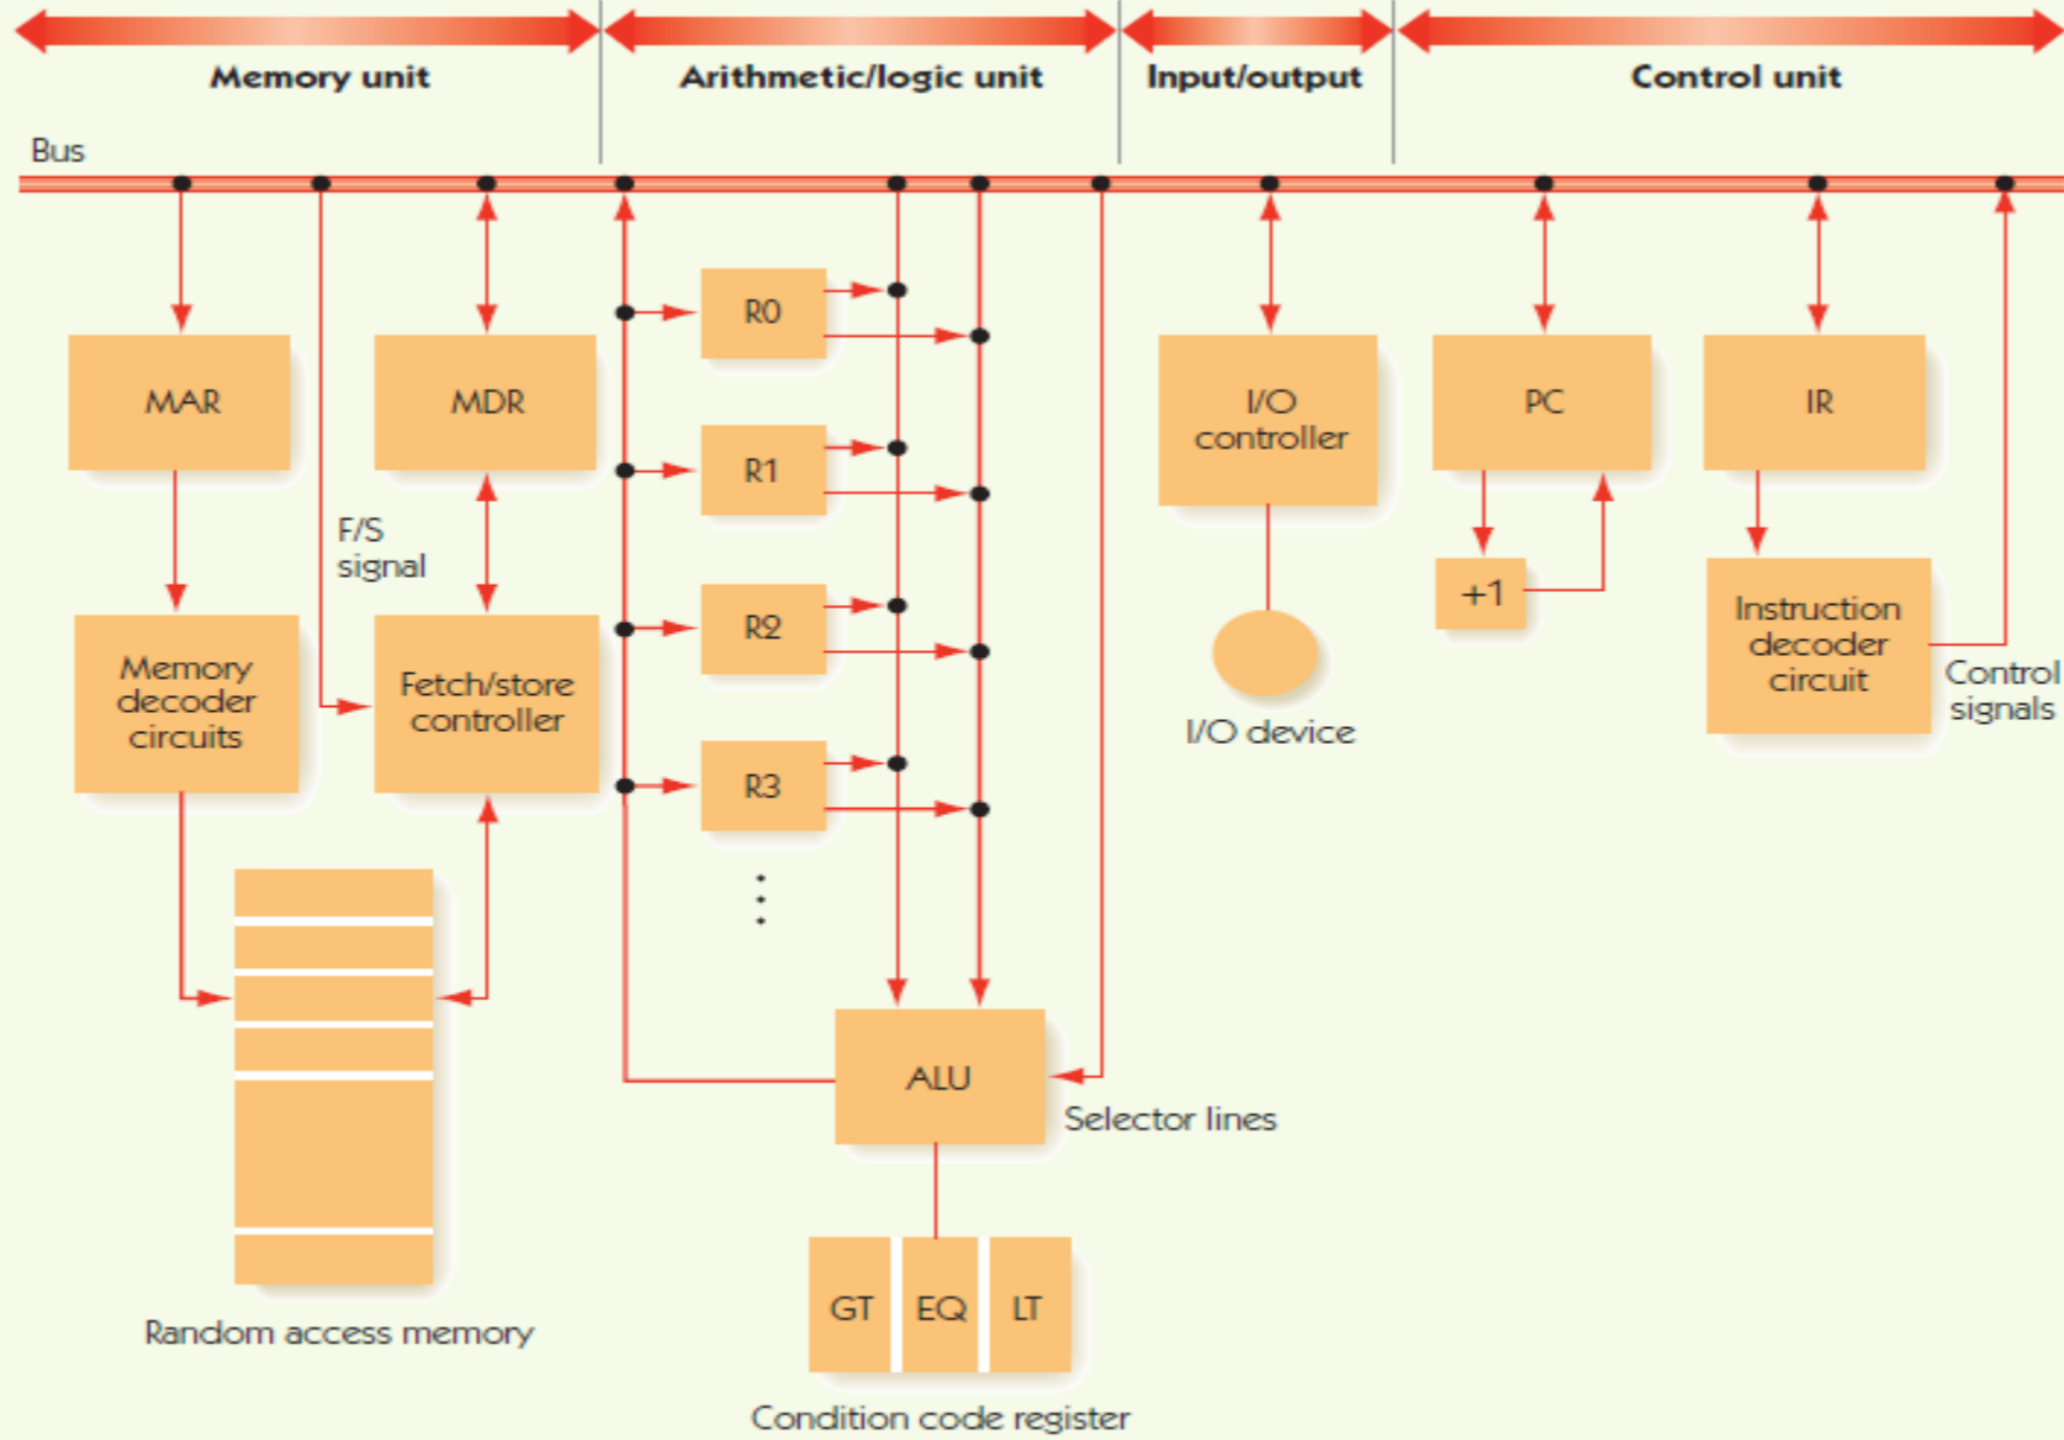 Memory unit
Arithmetic/logic unit
Input/output
Control unit
Bus
MAR
MDR
F/S
signal
Memory
decoder
circuits
Fetch/store
controller
Random access memory
R0
R1
R2
R3
ALU
Selector lines
GT
EQ
LT
Condition code register
I/O
controller
I/O device
PC
+1
IR
Instruction
decoder
circuit
Control
signals